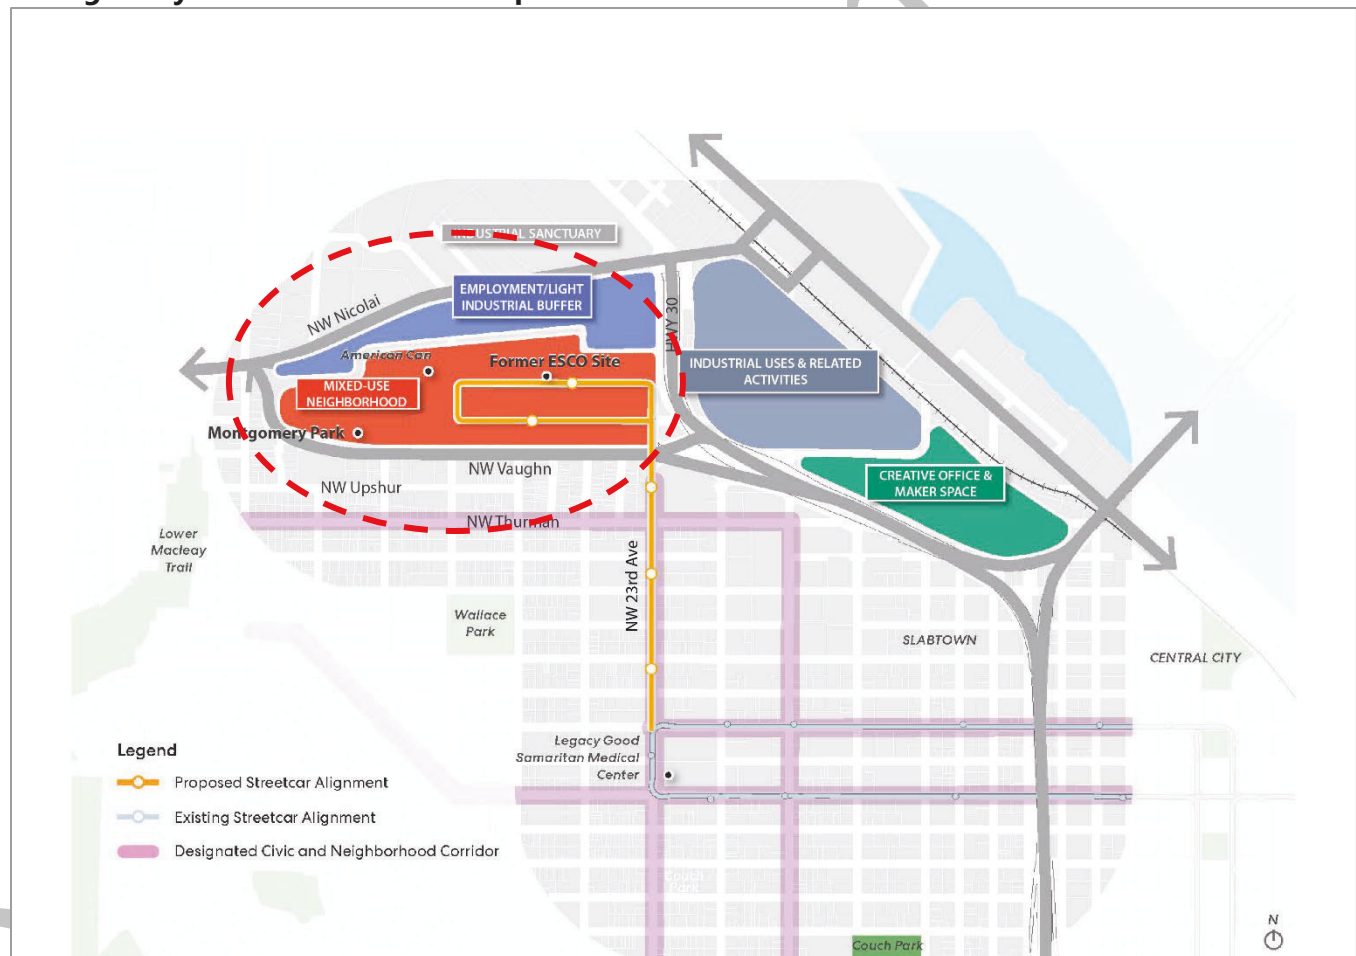 INDUSTRIAL SANCTUARY
EMPLOYMENT/LIGHT
INDUSTRIAL BUFFER
NW Nicolai
HWY 30
American Can
Former ESCO Site
INDUSTRIAL USES & RELATED
ACTIVITIES
MIXED-USE
NEIGHBORHOOD
Montgomery Park
NW Vaughn
CREATIVE OFFICE &
MAKER SPACE
NW Upshur
NW Thurman
Lower
Macleay
Trail
NW 23rd Ave
Wallace
Park
SLABTOWN
CENTRAL CITY
Legacy Good
Samaritan Medical
Center
Legend
Proposed Streetcar Alignment
Existing Streetcar Alignment
Designated Civic and Neighborhood Corridor
Couch
Park
Couch Park
N